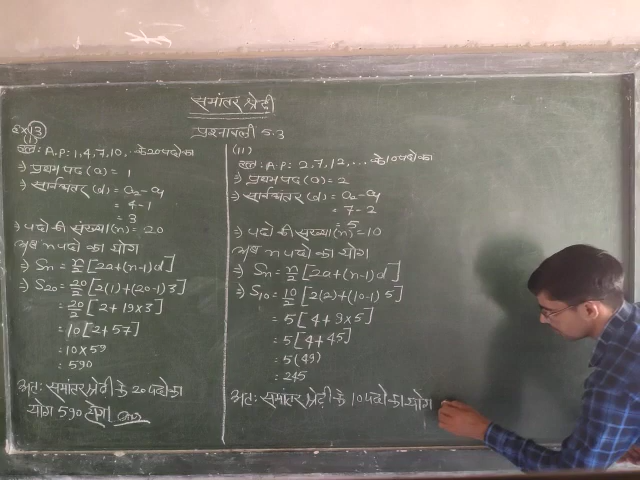 समांतर श्रेढ़ी
प्रश्नावली 5.3
Ex 13
(i)
हल: A.P: 1,4,7,10,.. के 20 पदो का
⇒ प्रथम पद (a) = 1
⇒ सार्वअंतर (d) = a₂-a₁
= 4-1
= 3
⇒ पदो की संख्या (n) = 20
अब n पदो का योग
⇒ Sn = n/2 [2a+(n-1)d]
⇒ S20 = 20/2 [2(1)+(20-1)3]
= 20/2 [2+19×3]
= 10[2+57]
= 10×59
= 590
अत: समांतर श्रेढ़ी के 20 पदो का
योग 590 होगा Ans
(ii)
हल: A.P: 2,7,12,... के 10 पदो का
⇒ प्रथम पद (a) = 2
⇒ सार्वअंतर (d) = a₂-a₁
= 7-2
= 5
⇒ पदो की संख्या (n) = 10
अब n पदो का योग
⇒ Sn = n/2 [2a+(n-1)d]
⇒ S10 = 10/2 [2(2)+(10-1)5]
= 5[4+9×5]
= 5[4+45]
= 5(49)
= 245
अत: समांतर श्रेढ़ी के 10 पदो का योग